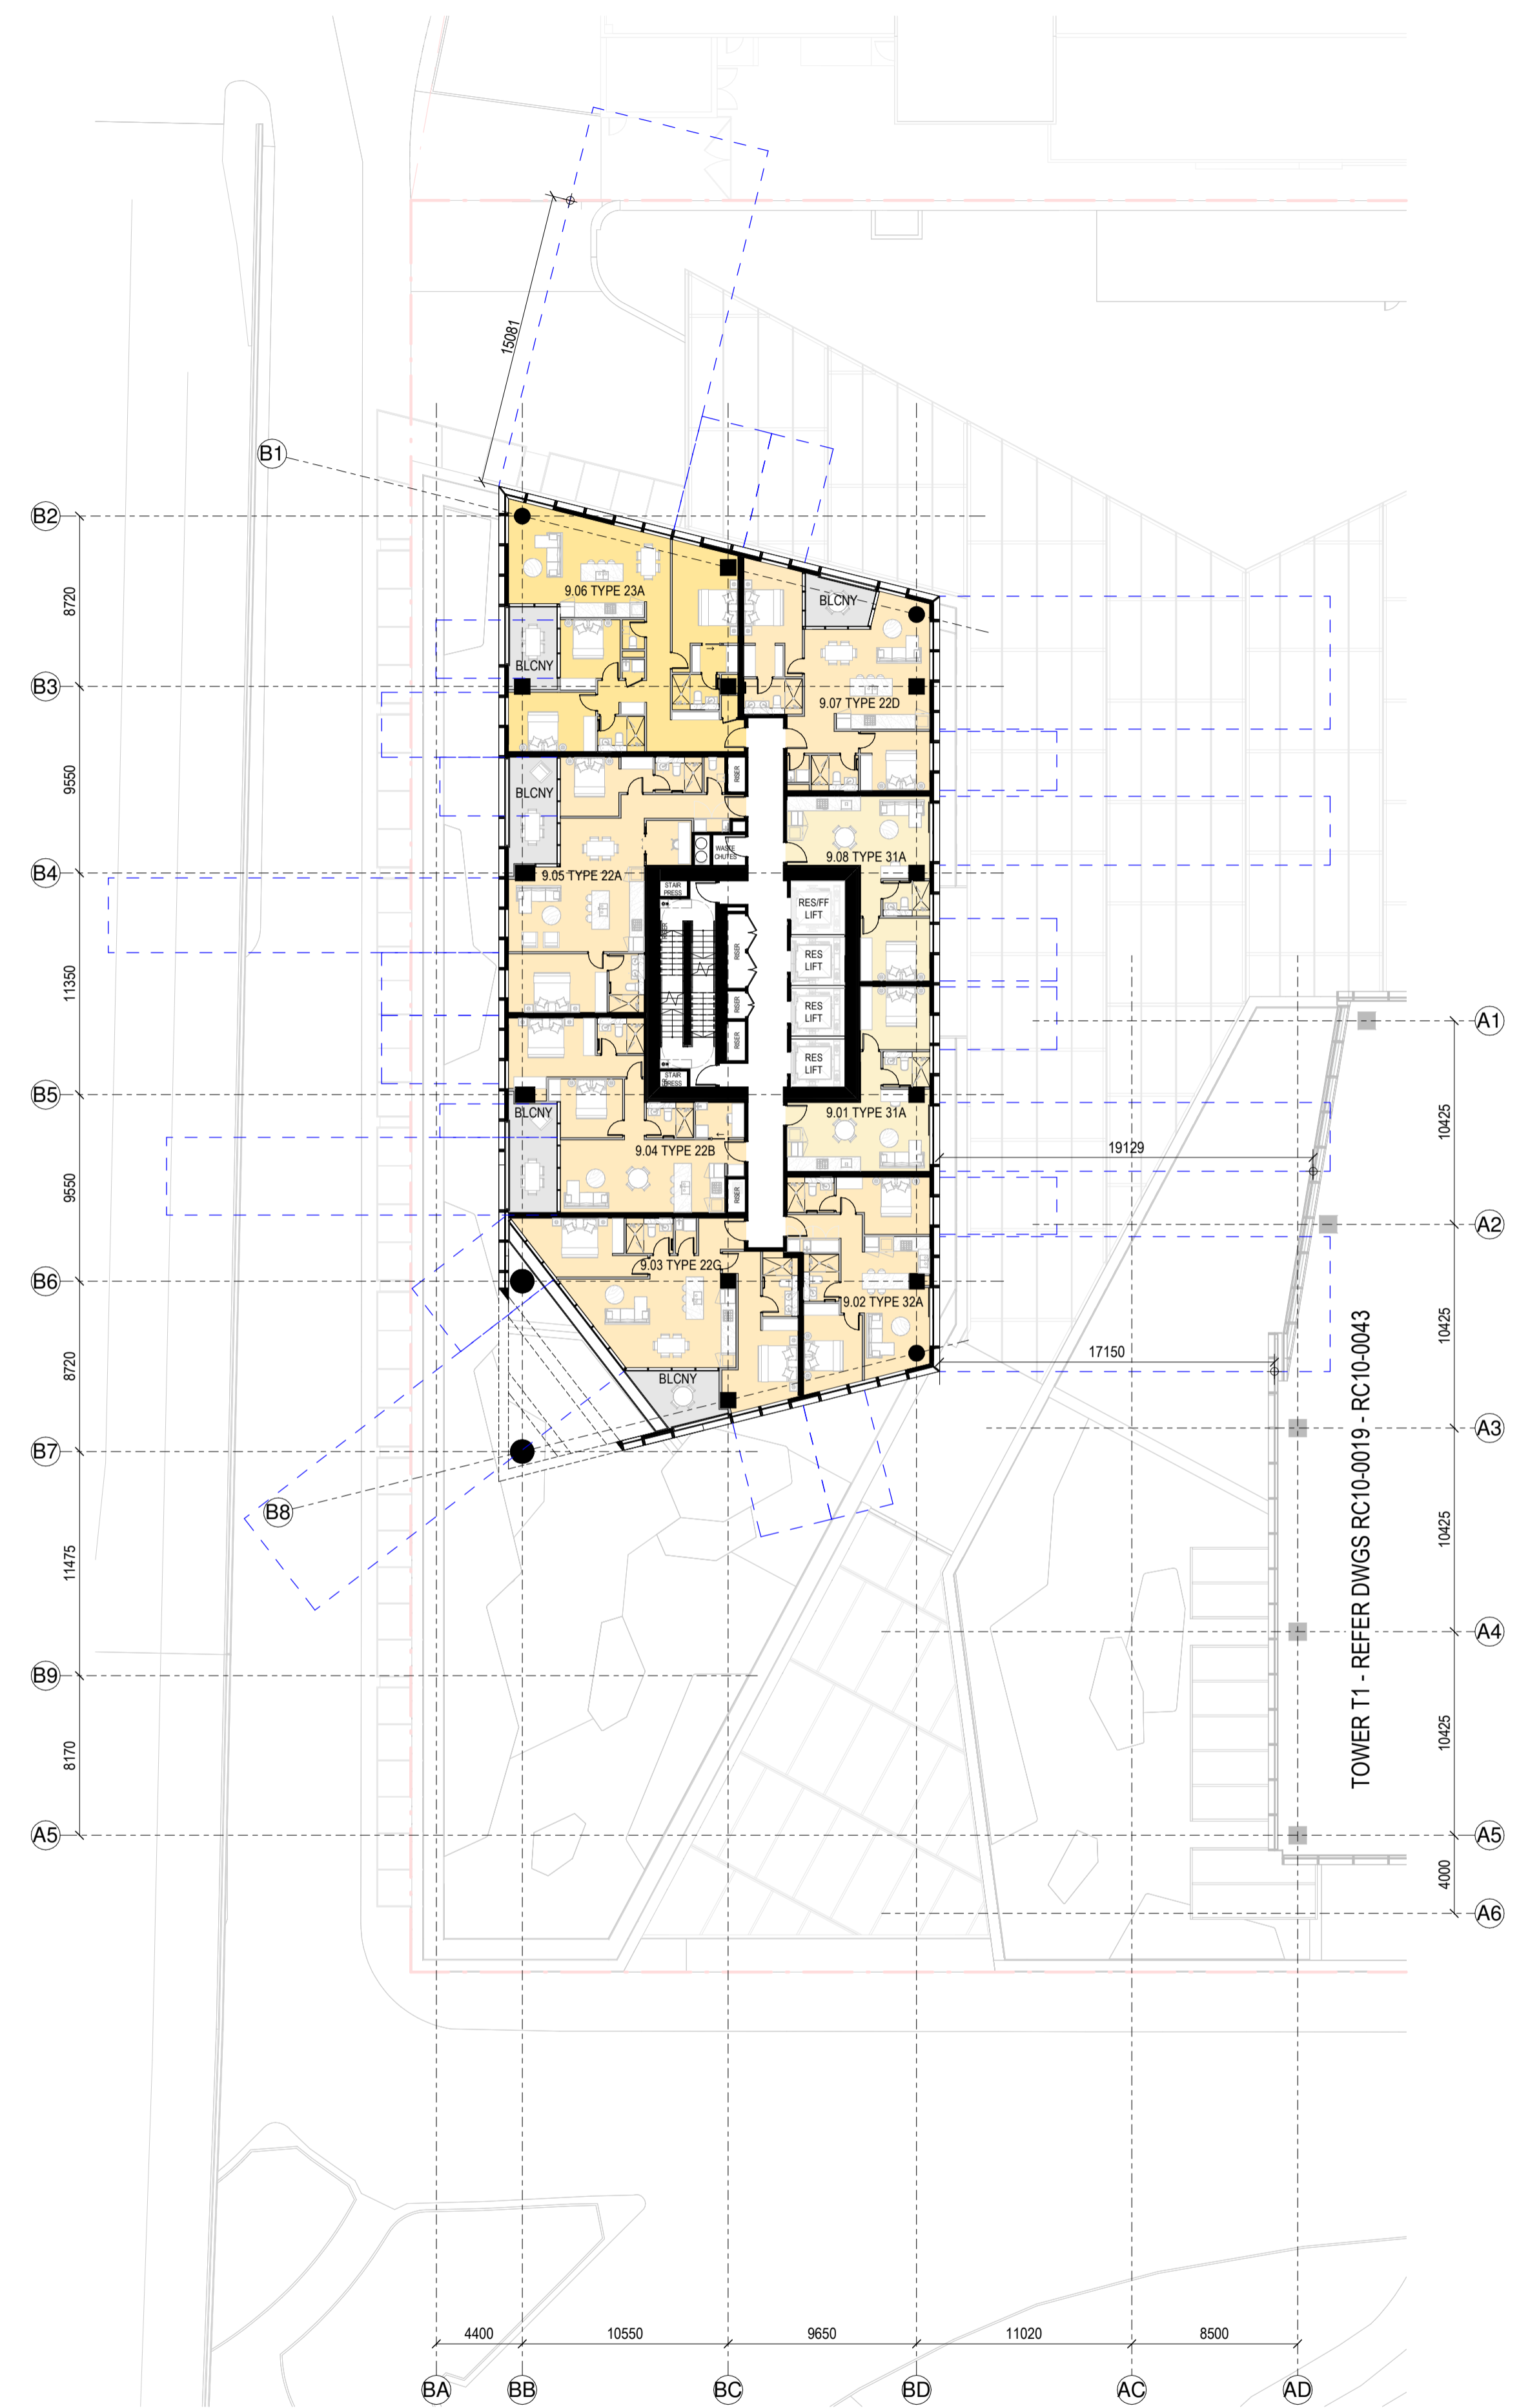 15081
B1
B2
8720
9.06 TYPE 23A
BLCNY
BLCNY
B3
9.07 TYPE 22D
9550
BLCNY
RISER
WASTE
CHUTES
9.08 TYPE 31A
B4
9.05 TYPE 22A
STAIR
PRESS
RISER
RES/FF
LIFT
RISER
RES
LIFT
11350
RISER
RES
LIFT
A1
RISER
RES
LIFT
STAIR
PRESS
B5
BLCNY
9.01 TYPE 31A
10425
9.04 TYPE 22B
19129
9550
RISER
A2
9.03 TYPE 22G
B6
9.02 TYPE 32A
10425
17150
8720
BLCNY
A3
B7
B8
TOWER T1 - REFER DWGS RC10-0019 - RC10-0043
10425
11475
A4
B9
10425
8170
A5
A5
4000
A6
4400
10550
9650
11020
8500
BA
BB
BC
BD
AC
AD